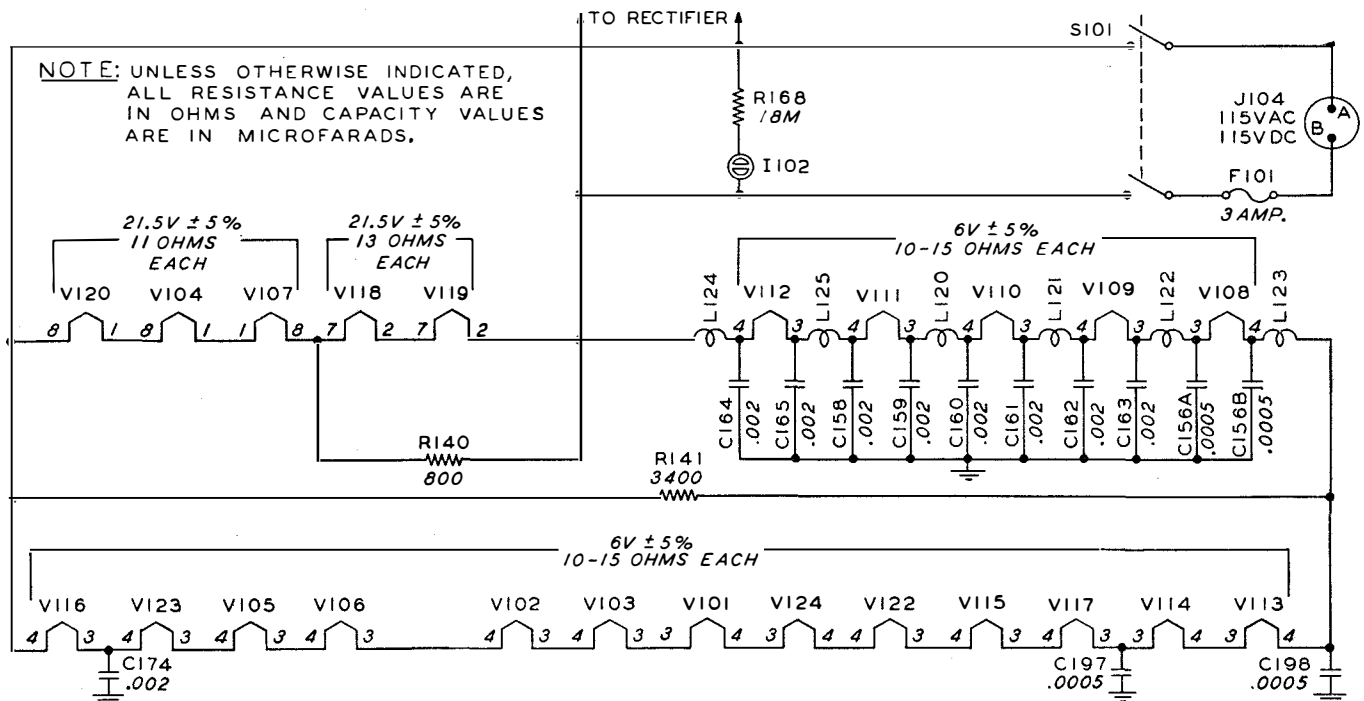 TO RECTIFIER
S101
NOTE: UNLESS OTHERWISE INDICATED,
ALL RESISTANCE VALUES ARE
IN OHMS AND CAPACITY VALUES
ARE IN MICROFARADS.
R168
18M
I102
J104
115VAC
115VDC
A
B
F101
3 AMP.
21.5V ± 5%
11 OHMS
EACH
21.5V ± 5%
13 OHMS
EACH
6V ± 5%
10-15 OHMS EACH
V120 V104 V107 V118 V119
8 1 8 1 1 8 7 2 7 2
L124 V112 L125 V111 L120 V110 L121 V109 L122 V108 L123
4 3 4 3 4 3 4 3 3 4
C164 .002
C165 .002
C158 .002
C159 .002
C160 .002
C161 .002
C162 .002
C163 .002
C156A .0005
C156B .0005
R140
800
R141
3400
6V ± 5%
10-15 OHMS EACH
V116 V123 V105 V106 V102 V103 V101 V124 V122 V115 V117 V114 V113
4 3 4 3 4 3 4 3 4 3 4 3 3 4 3 4 4 3 4 3 4 3 3 4 3 4
C174
.002
C197
.0005
C198
.0005